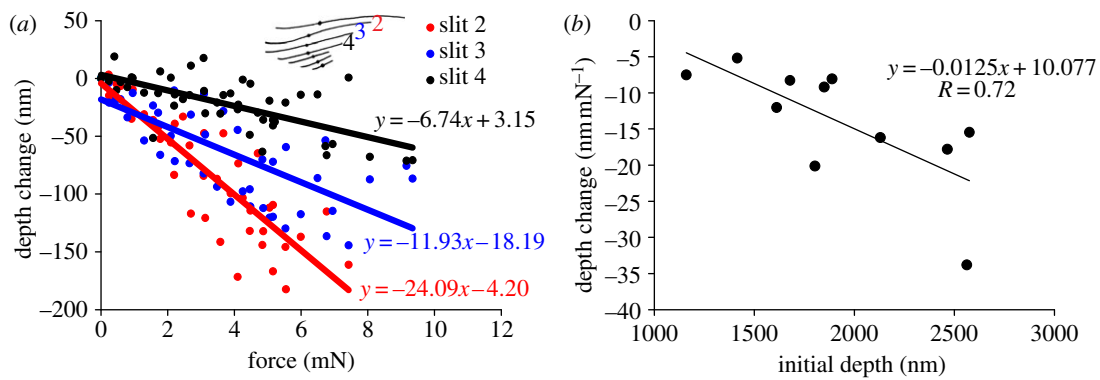 (a)
50
0
−50
−100
−150
−200
depth change (nm)
0
2
4
6
8
10
12
force (mN)
4
3
2
slit 2
slit 3
slit 4
y=−6.74x+3.15
y=−11.93x−18.19
y=−24.09x−4.20
(b)
0
−5
−10
−15
−20
−25
−30
−35
−40
depth change (nm mN⁻¹)
1000
1500
2000
2500
3000
initial depth (nm)
y=−0.0125x+10.077
R=0.72